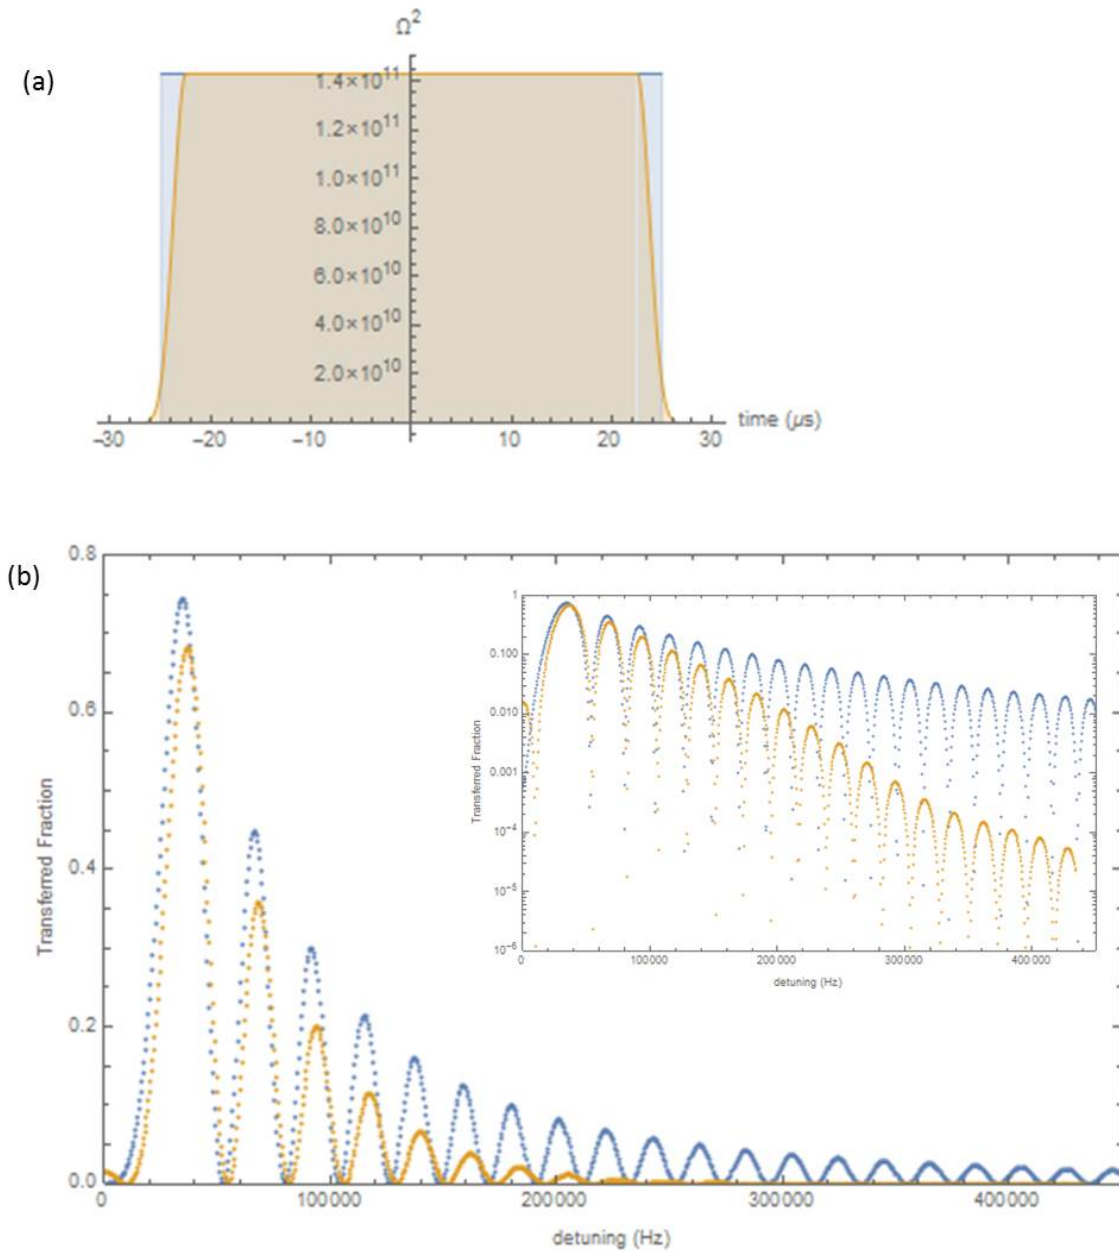 (a)
Ω²
1.4×10¹¹
1.2×10¹¹
1.0×10¹¹
8.0×10¹⁰
6.0×10¹⁰
4.0×10¹⁰
2.0×10¹⁰
−30 −20 −10 10 20 30
time (μs)
(b)
0.8
0.6
0.4
0.2
0.0
Transferred Fraction
0 100000 200000 300000 400000
detuning (Hz)
1
0.100
0.010
0.001
10⁻⁴
10⁻⁵
10⁻⁶
Transferred Fraction
0 100000 200000 300000 400000
detuning (Hz)